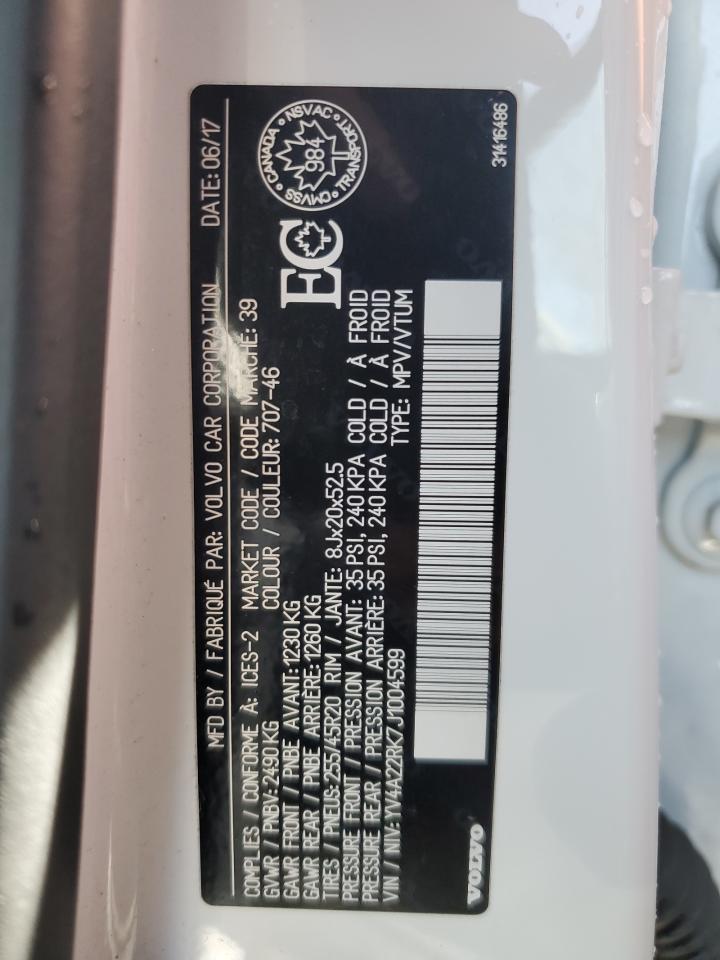 MFD BY / FABRIQUÉ PAR: VOLVO CAR CORPORATION DATE: 06/17
COMPLIES / CONFORME À: ICES-2 MARKET CODE / CODE MARCHÉ: 39
GVWR / PNBV: 2490 KG COLOUR / COULEUR: 707-46
GAWR FRONT / PNBE AVANT: 1230 KG
GAWR REAR / PNBE ARRIÈRE: 1260 KG
TIRES / PNEUS: 255/45R20 RIM / JANTE: 8Jx20x52.5
PRESSURE FRONT / PRESSION AVANT: 35 PSI, 240 KPA COLD / À FROID
PRESSURE REAR / PRESSION ARRIÈRE: 35 PSI, 240 KPA COLD / À FROID
VIN / NIV: YV4A22RK7J1004599 TYPE: MPV/VTUM
EC
CANADA • NSVAC •
984
CMVSS • TRANSPORT
VOLVO
31416486